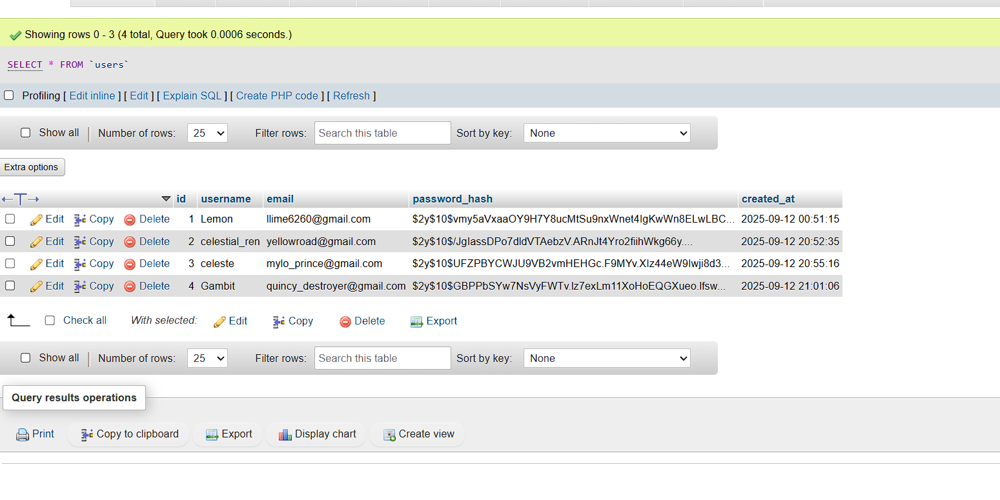 Showing rows 0 - 3 (4 total, Query took 0.0006 seconds.)
SELECT * FROM `users`
Profiling [ Edit inline ] [ Edit ] [ Explain SQL ] [ Create PHP code ] [ Refresh ]
Show all Number of rows: 25 Filter rows: Search this table Sort by key: None
Extra options
id username email password_hash created_at
Edit Copy Delete 1 Lemon llime6260@gmail.com $2y$10$vmy5aVxaaOY9H7Y8ucMtSu9nxWnet4IgKwWn8ELwLBC... 2025-09-12 00:51:15
Edit Copy Delete 2 celestial_ren yellowroad@gmail.com $2y$10$/JgIassDPo7dldVTAebzV.ARnJt4Yro2fiihWkg66y.... 2025-09-12 20:52:35
Edit Copy Delete 3 celeste mylo_prince@gmail.com $2y$10$UFZPBYCWJU9VB2vmHEHGc.F9MYv.XIz44eW9Iwji8d3... 2025-09-12 20:55:16
Edit Copy Delete 4 Gambit quincy_destroyer@gmail.com $2y$10$GBPPbSYw7NsVyFWTv.Iz7exLm11XoHoEQGXueo.Ifsw... 2025-09-12 21:01:06
Check all With selected: Edit Copy Delete Export
Show all Number of rows: 25 Filter rows: Search this table Sort by key: None
Query results operations
Print Copy to clipboard Export Display chart Create view